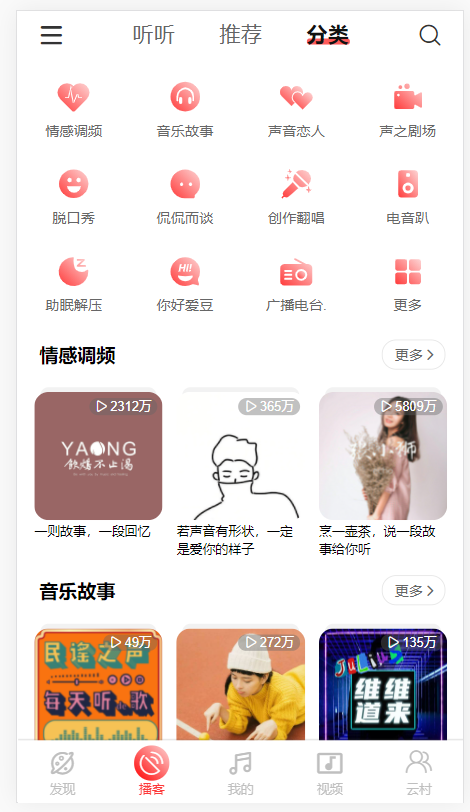 听听 推荐 分类
情感调频 音乐故事 声音恋人 声之剧场
脱口秀 侃侃而谈 创作翻唱 电音趴
Z
Hi!
助眠解压 你好爱豆 广播电台. 更多
情感调频 更多
2312万 365万 5809万
YAONG
饮鸩不止渴
一则故事，一段回忆 若声音有形状，一定 烹一壶茶，说一段故
是爱你的样子 事给你听
音乐故事 更多
49万 272万 135万
民谣之声
每天听歌
维维
道来
发现 播客 我的 视频 云村